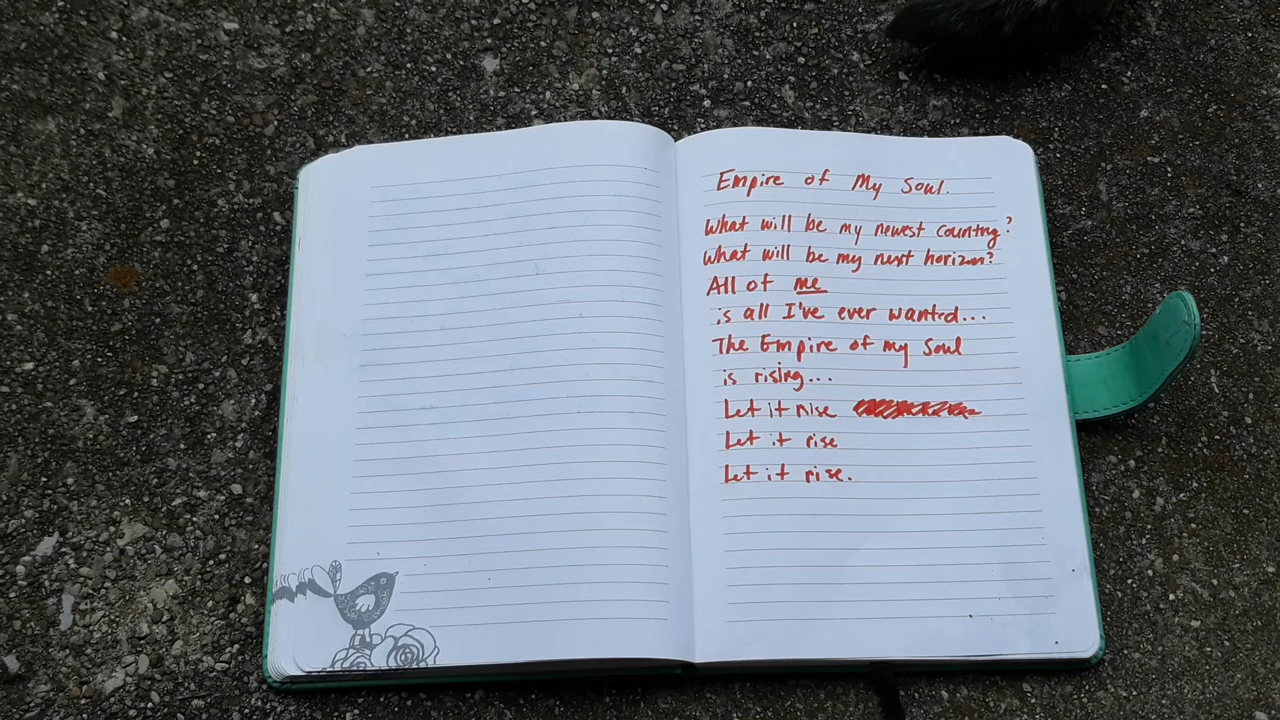 Empire of My Soul.
What will be my newest country?
What will be my next horizon?
All of me
is all I've ever wanted...
The Empire of my Soul
is rising...
Let it rise
Let it rise
Let it rise.